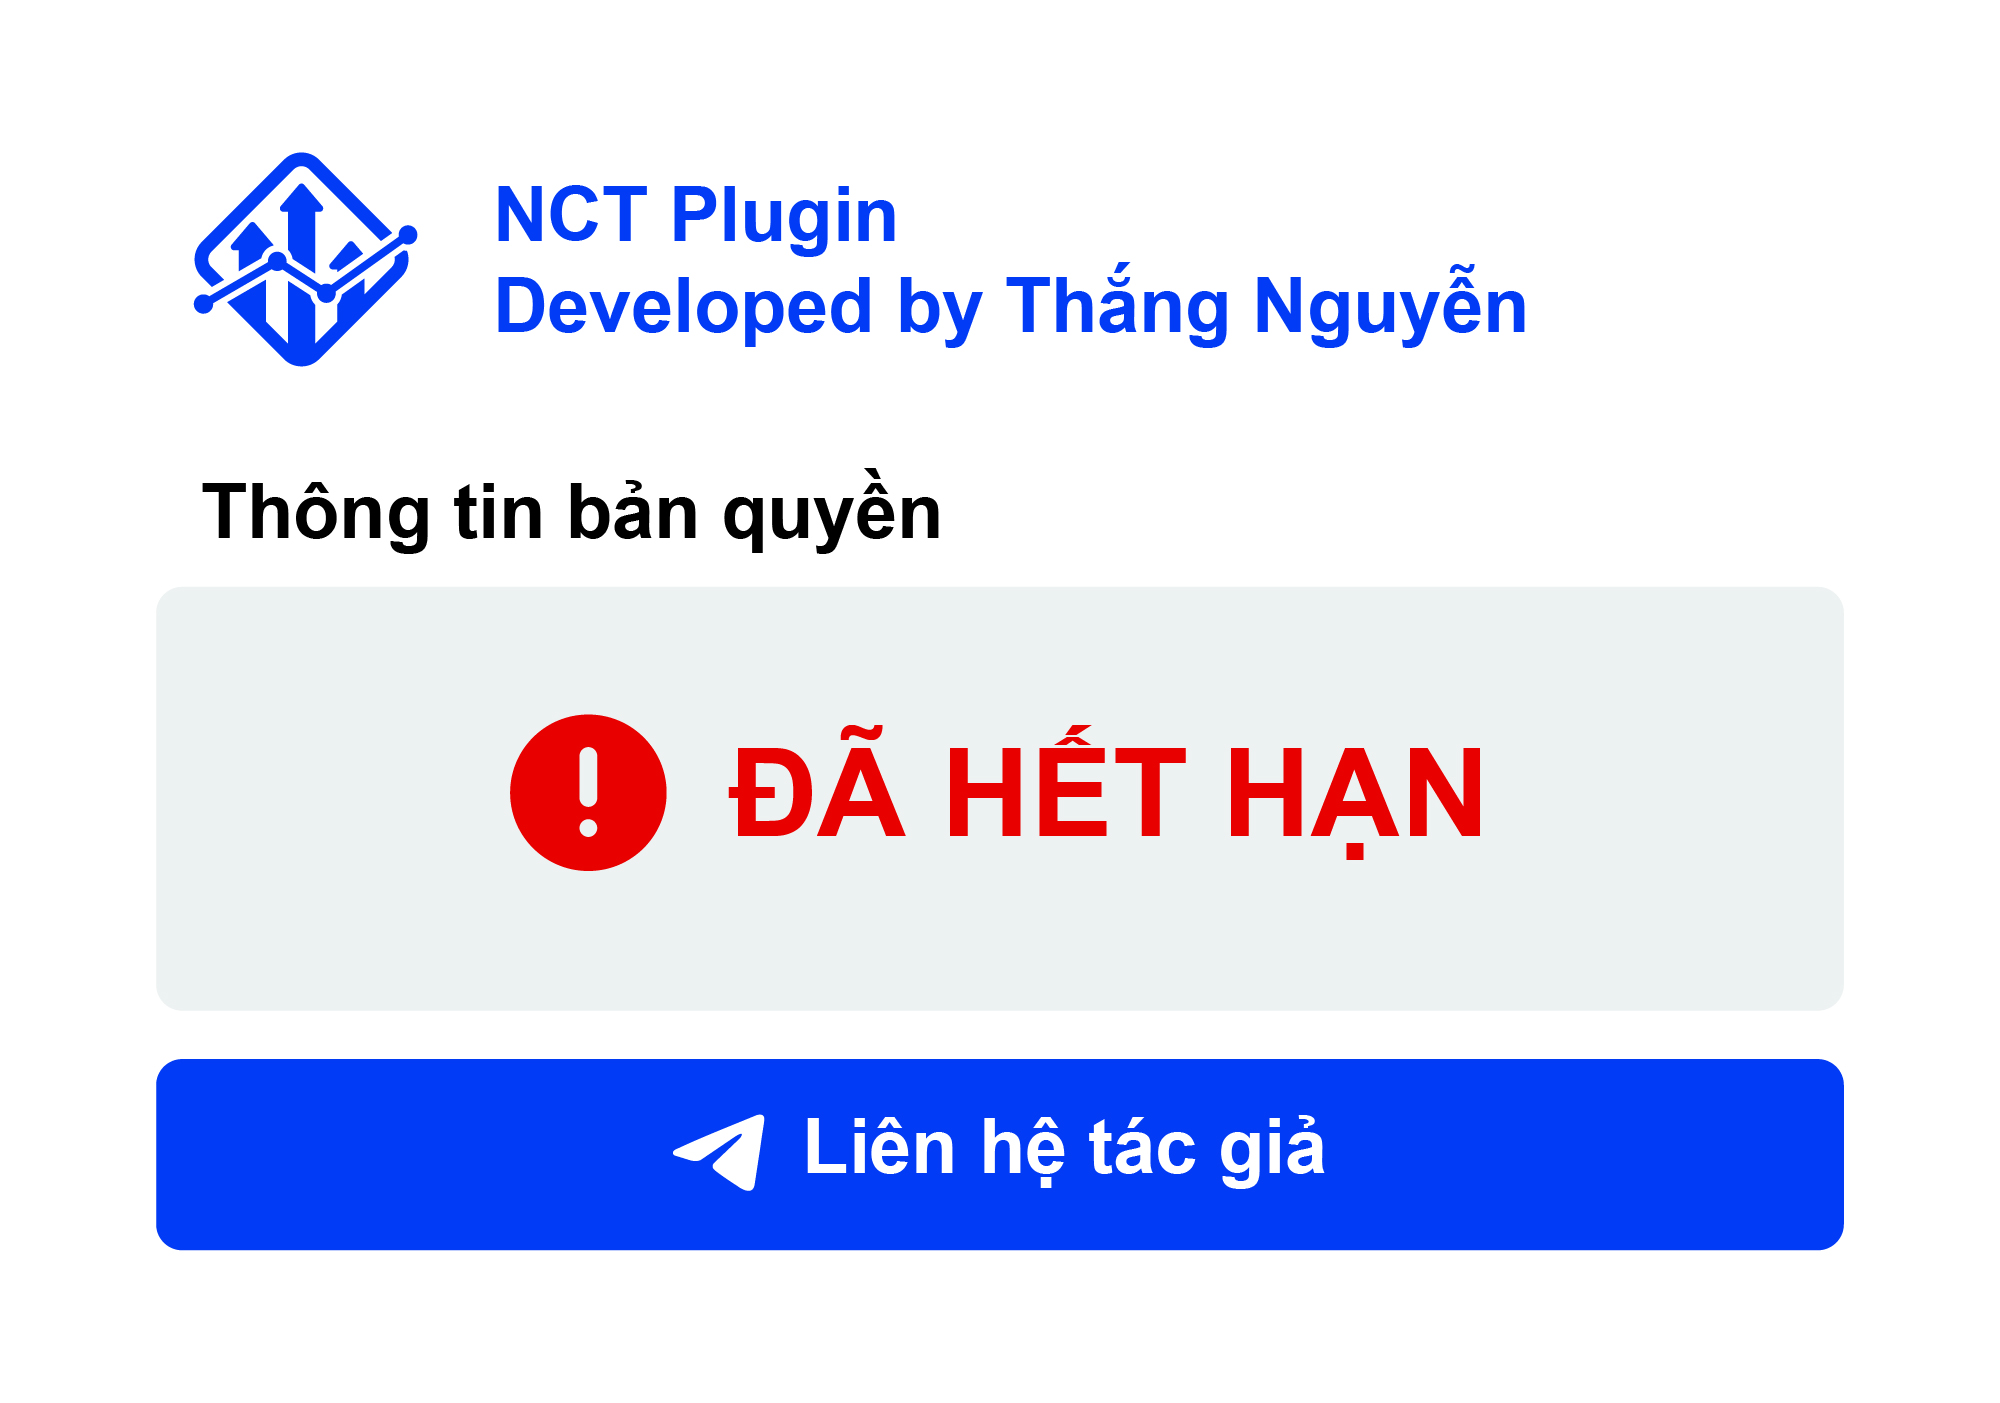 NCT Plugin
Developed by Thắng Nguyễn
Thông tin bản quyền
ĐÃ HẾT HẠN
Liên hệ tác giả